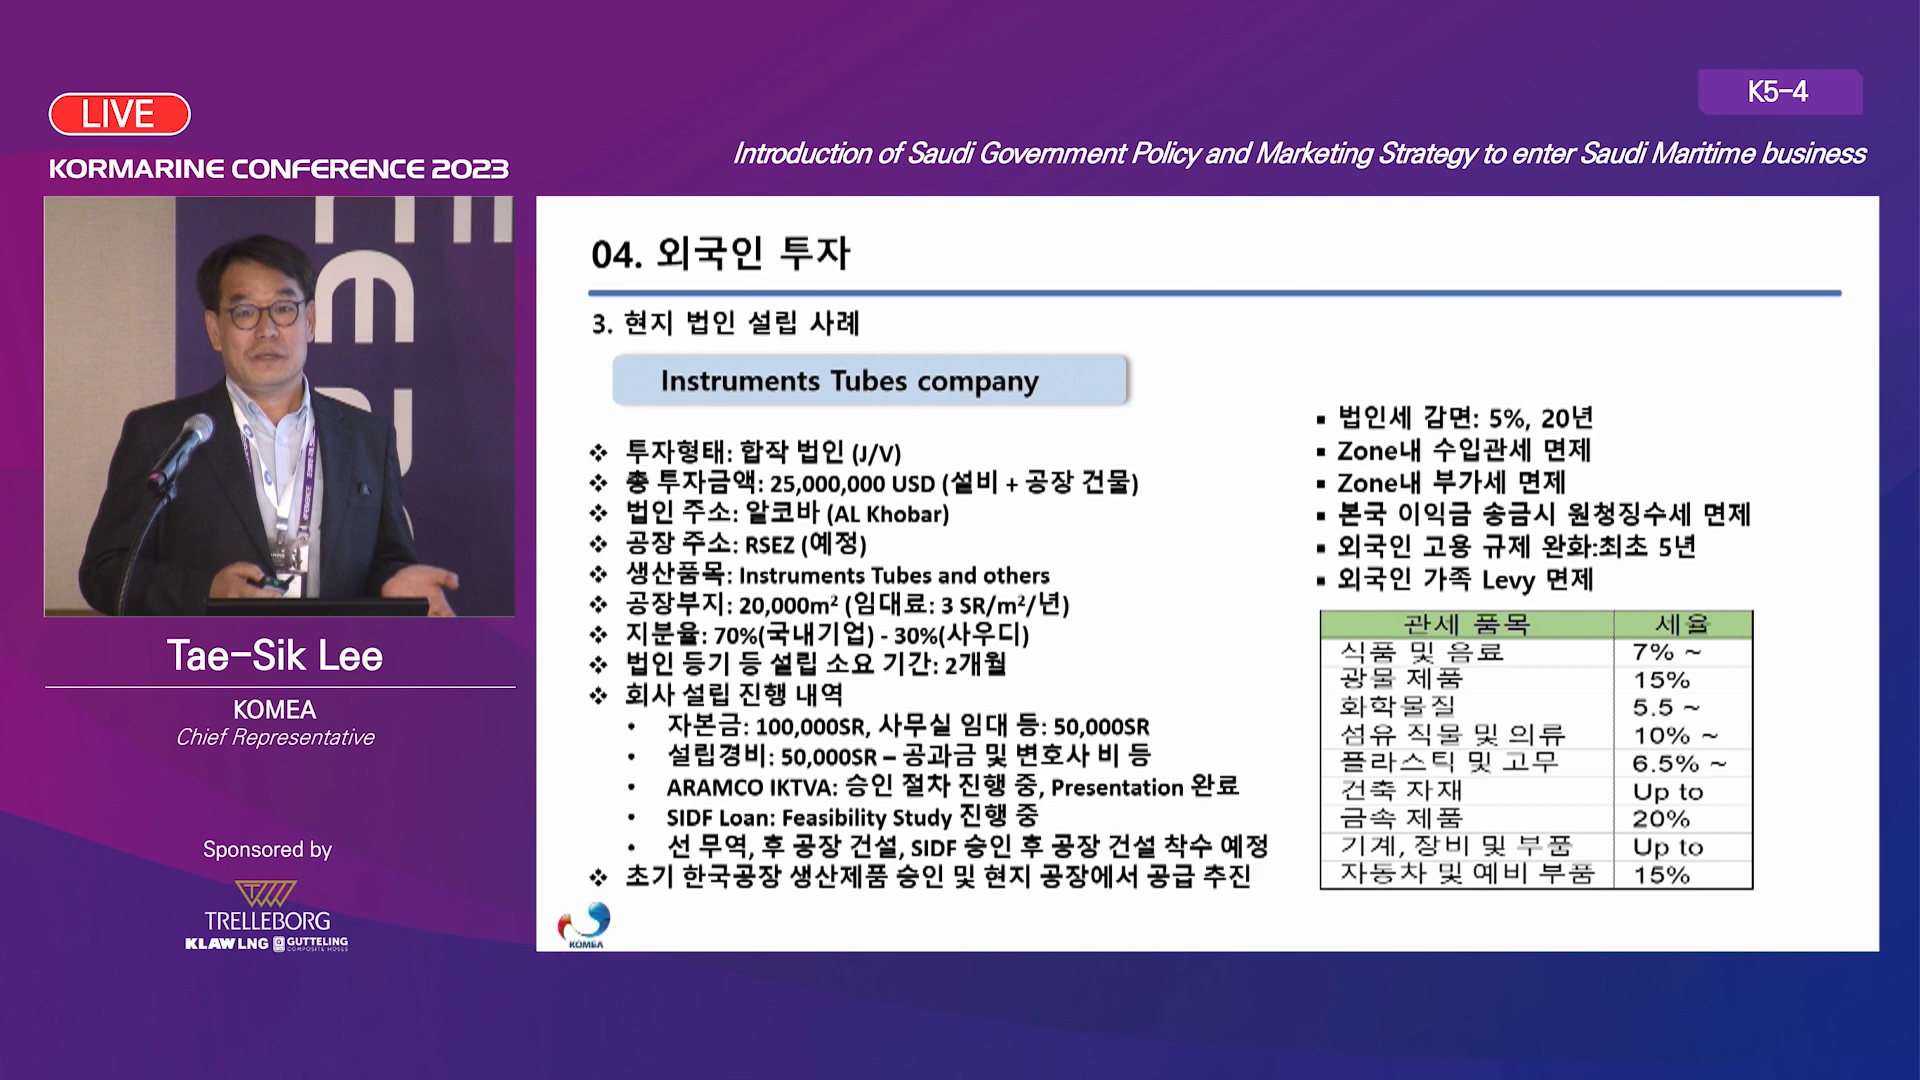 LIVE
KORMARINE CONFERENCE 2023
K5-4
Introduction of Saudi Government Policy and Marketing Strategy to enter Saudi Maritime business
04. 외국인 투자
3. 현지 법인 설립 사례
Instruments Tubes company
❖ 투자형태: 합작 법인 (J/V)
❖ 총 투자금액: 25,000,000 USD (설비 + 공장 건물)
❖ 법인 주소: 알코바 (AL Khobar)
❖ 공장 주소: RSEZ (예정)
❖ 생산품목: Instruments Tubes and others
❖ 공장부지: 20,000m² (임대료: 3 SR/m²/년)
❖ 지분율: 70%(국내기업) - 30%(사우디)
❖ 법인 등기 등 설립 소요 기간: 2개월
❖ 회사 설립 진행 내역
• 자본금: 100,000SR, 사무실 임대 등: 50,000SR
• 설립경비: 50,000SR – 공과금 및 변호사 비 등
• ARAMCO IKTVA: 승인 절차 진행 중, Presentation 완료
• SIDF Loan: Feasibility Study 진행 중
• 선 무역, 후 공장 건설, SIDF 승인 후 공장 건설 착수 예정
❖ 초기 한국공장 생산제품 승인 및 현지 공장에서 공급 추진
▪ 법인세 감면: 5%, 20년
▪ Zone내 수입관세 면제
▪ Zone내 부가세 면제
▪ 본국 이익금 송금시 원청징수세 면제
▪ 외국인 고용 규제 완화:최초 5년
▪ 외국인 가족 Levy 면제
관세 품목 세율
식품 및 음료 7% ~
광물 제품 15%
화학물질 5.5 ~
섬유 직물 및 의류 10% ~
플라스틱 및 고무 6.5% ~
건축 자재 Up to
금속 제품 20%
기계, 장비 및 부품 Up to
자동차 및 예비 부품 15%
KOMEA
Tae-Sik Lee
KOMEA
Chief Representative
Sponsored by
TRELLEBORG
KLAW LNG GUTTELING
COMPOSITE HOSES